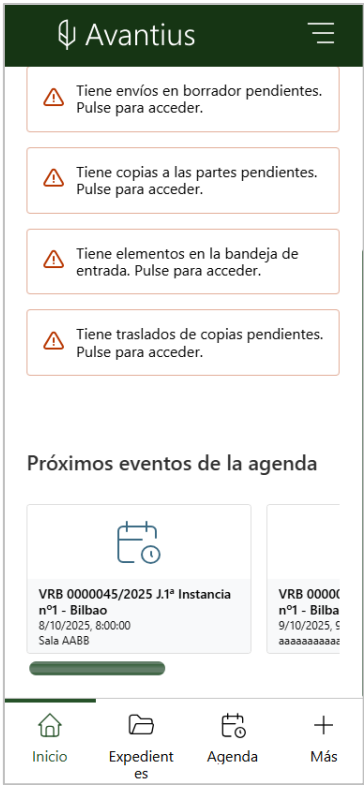 Avantius
Tiene envíos en borrador pendientes.
Pulse para acceder.
Tiene copias a las partes pendientes.
Pulse para acceder.
Tiene elementos en la bandeja de
entrada. Pulse para acceder.
Tiene traslados de copias pendientes.
Pulse para acceder.
Próximos eventos de la agenda
VRB 0000045/2025 J.1ª Instancia
nº1 - Bilbao
8/10/2025, 8:00:00
Sala AABB
VRB 0000
nº1 - Bilba
9/10/2025, 9
aaaaaaaaaa
Inicio
Expedient
es
Agenda
Más